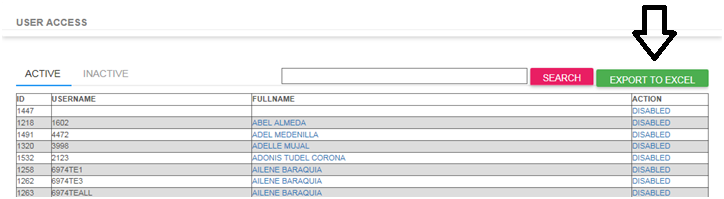 USER ACCESS
ACTIVE INACTIVE SEARCH EXPORT TO EXCEL
ID USERNAME FULLNAME ACTION
1447 DISABLED
1218 1602 ABEL ALMEDA DISABLED
1491 4472 ADEL MEDENILLA DISABLED
1320 3998 ADELLE MUJAL DISABLED
1532 2123 ADONIS TUDEL CORONA DISABLED
1258 6974TE1 AILENE BARAQUIA DISABLED
1262 6974TE3 AILENE BARAQUIA DISABLED
1263 6974TEALL AILENE BARAQUIA DISABLED